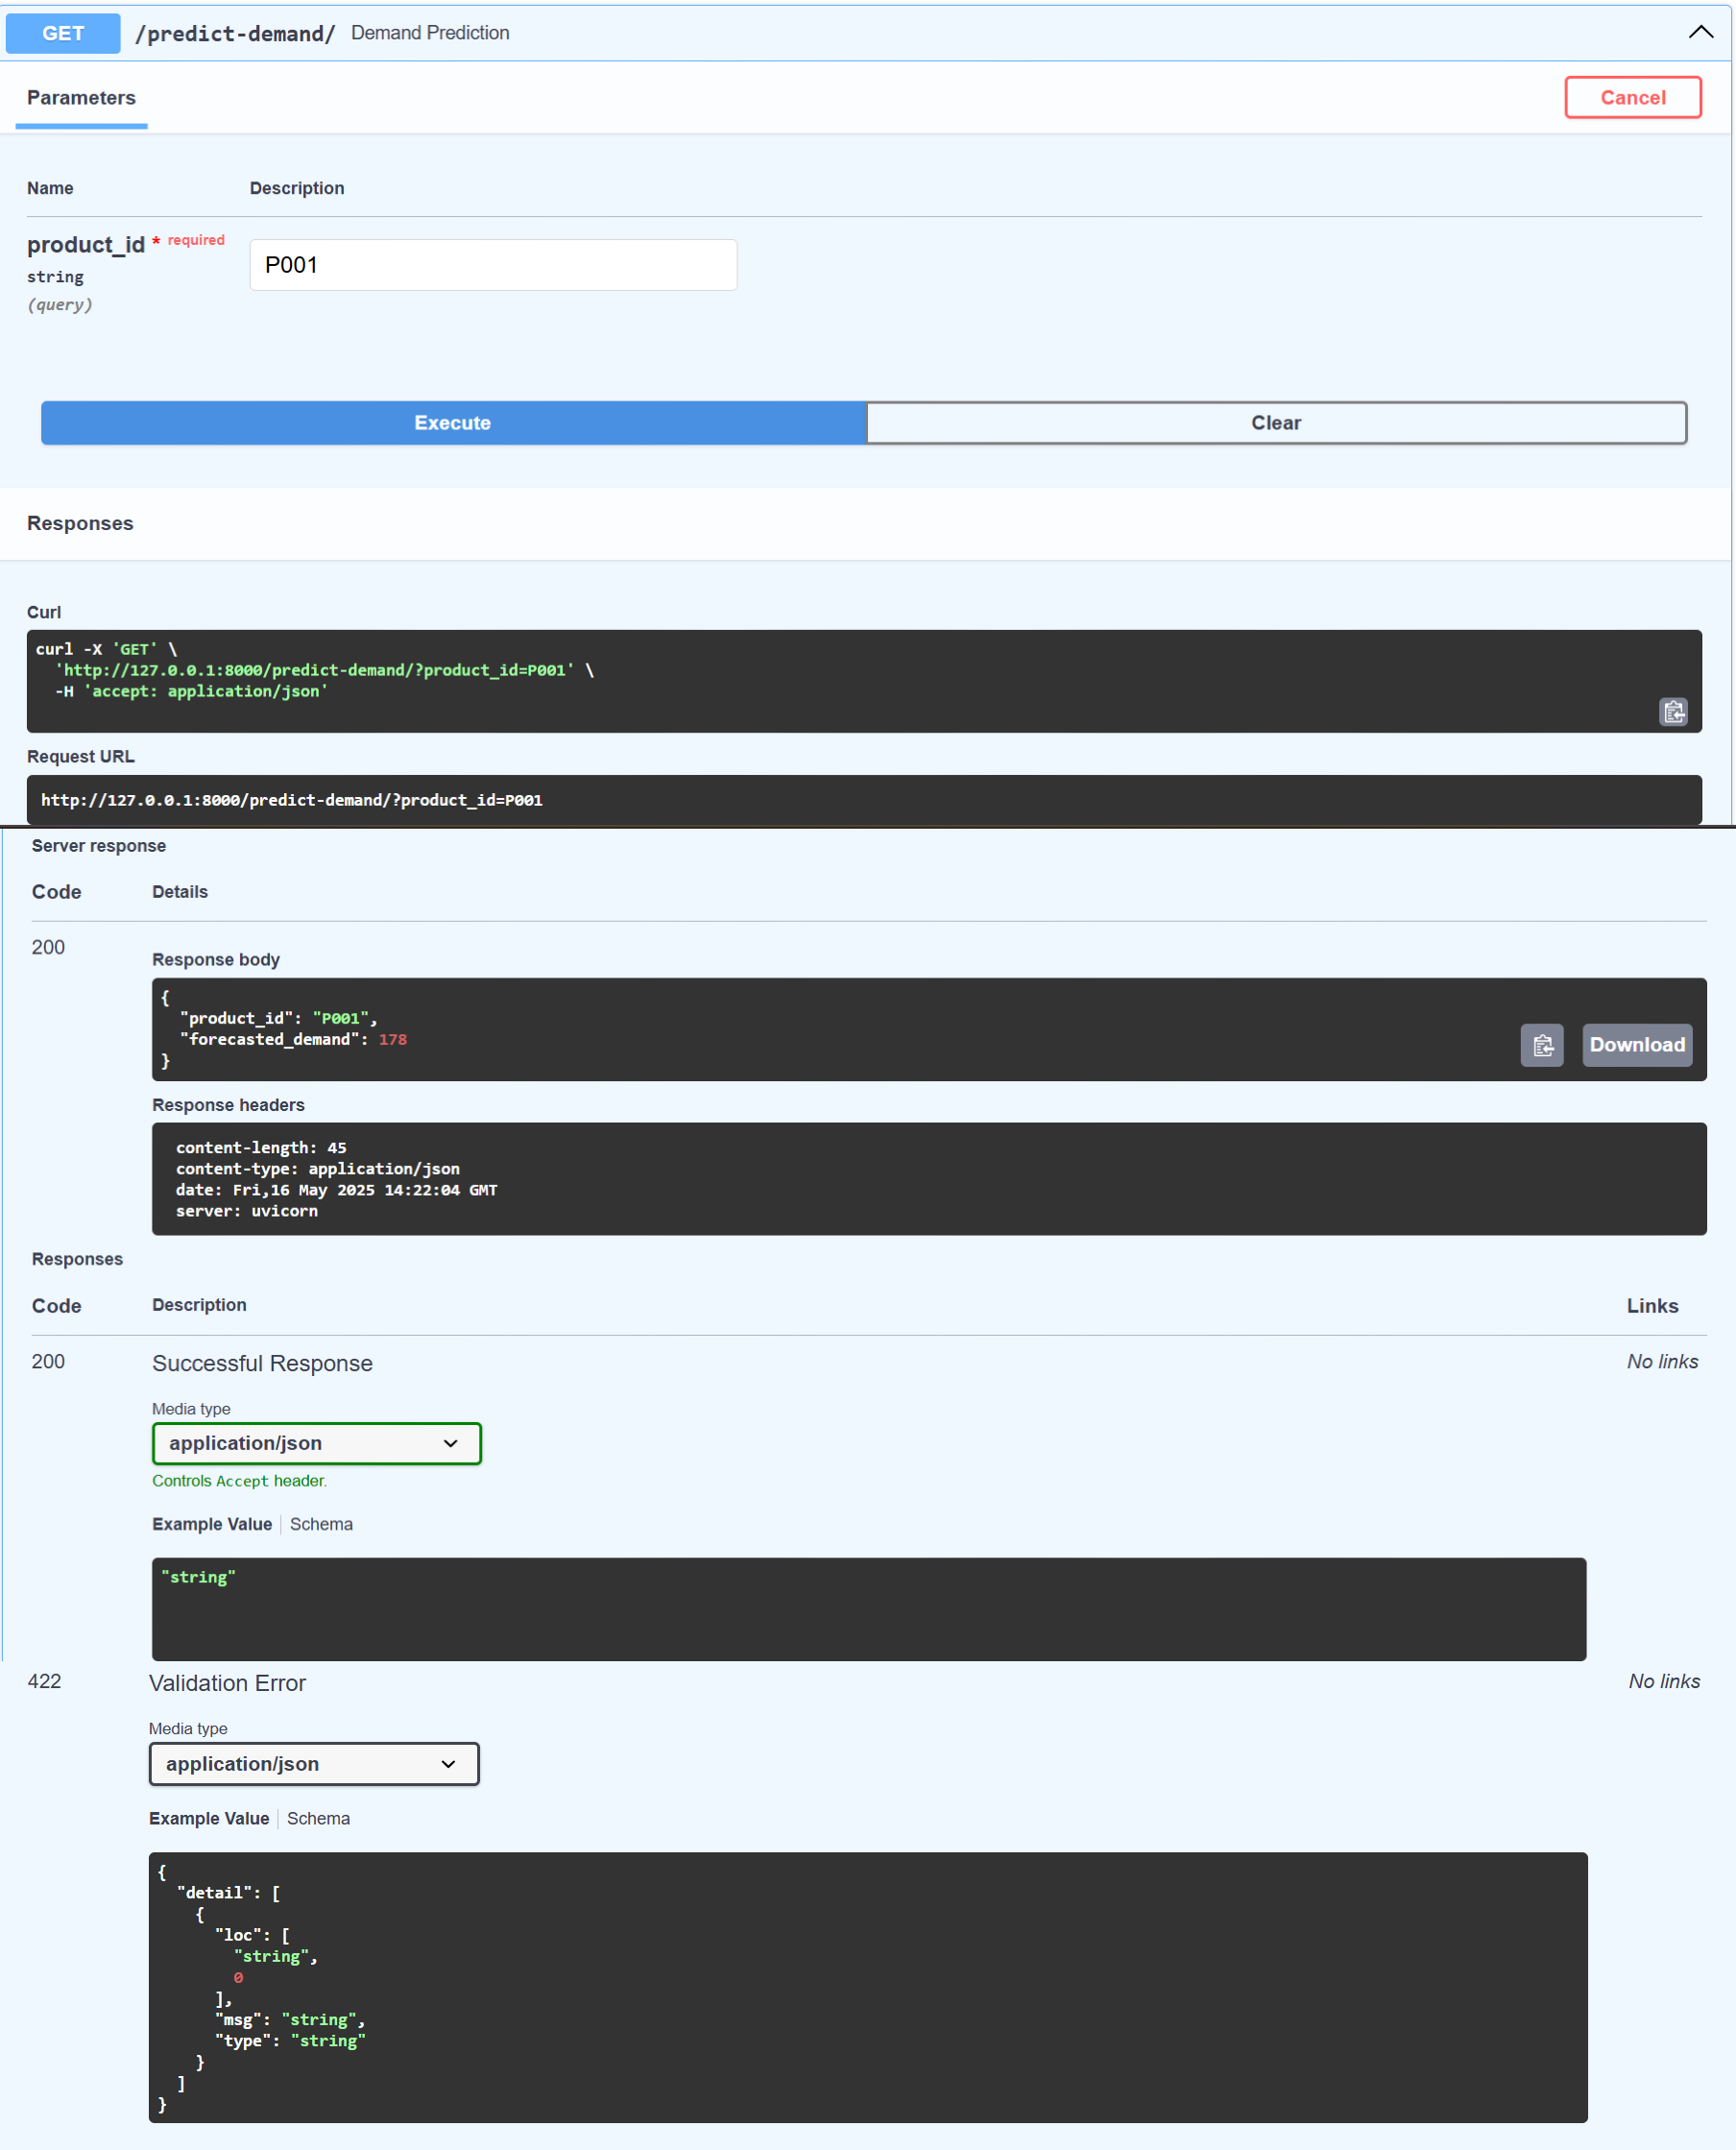 GET /predict-demand/ Demand Prediction
Parameters
Cancel
Name Description
product_id * required
string
(query)
P001
Execute Clear
Responses
Curl
curl -X 'GET' \
  'http://127.0.0.1:8000/predict-demand/?product_id=P001' \
  -H 'accept: application/json'
Request URL
http://127.0.0.1:8000/predict-demand/?product_id=P001
Server response
Code Details
200
Response body
{
  "product_id": "P001",
  "forecasted_demand": 178
}
Download
Response headers
content-length: 45
content-type: application/json
date: Fri,16 May 2025 14:22:04 GMT
server: uvicorn
Responses
Code Description Links
200 Successful Response No links
Media type
application/json
Controls Accept header.
Example Value Schema
"string"
422 Validation Error No links
Media type
application/json
Example Value Schema
{
  "detail": [
    {
      "loc": [
        "string",
        0
      ],
      "msg": "string",
      "type": "string"
    }
  ]
}